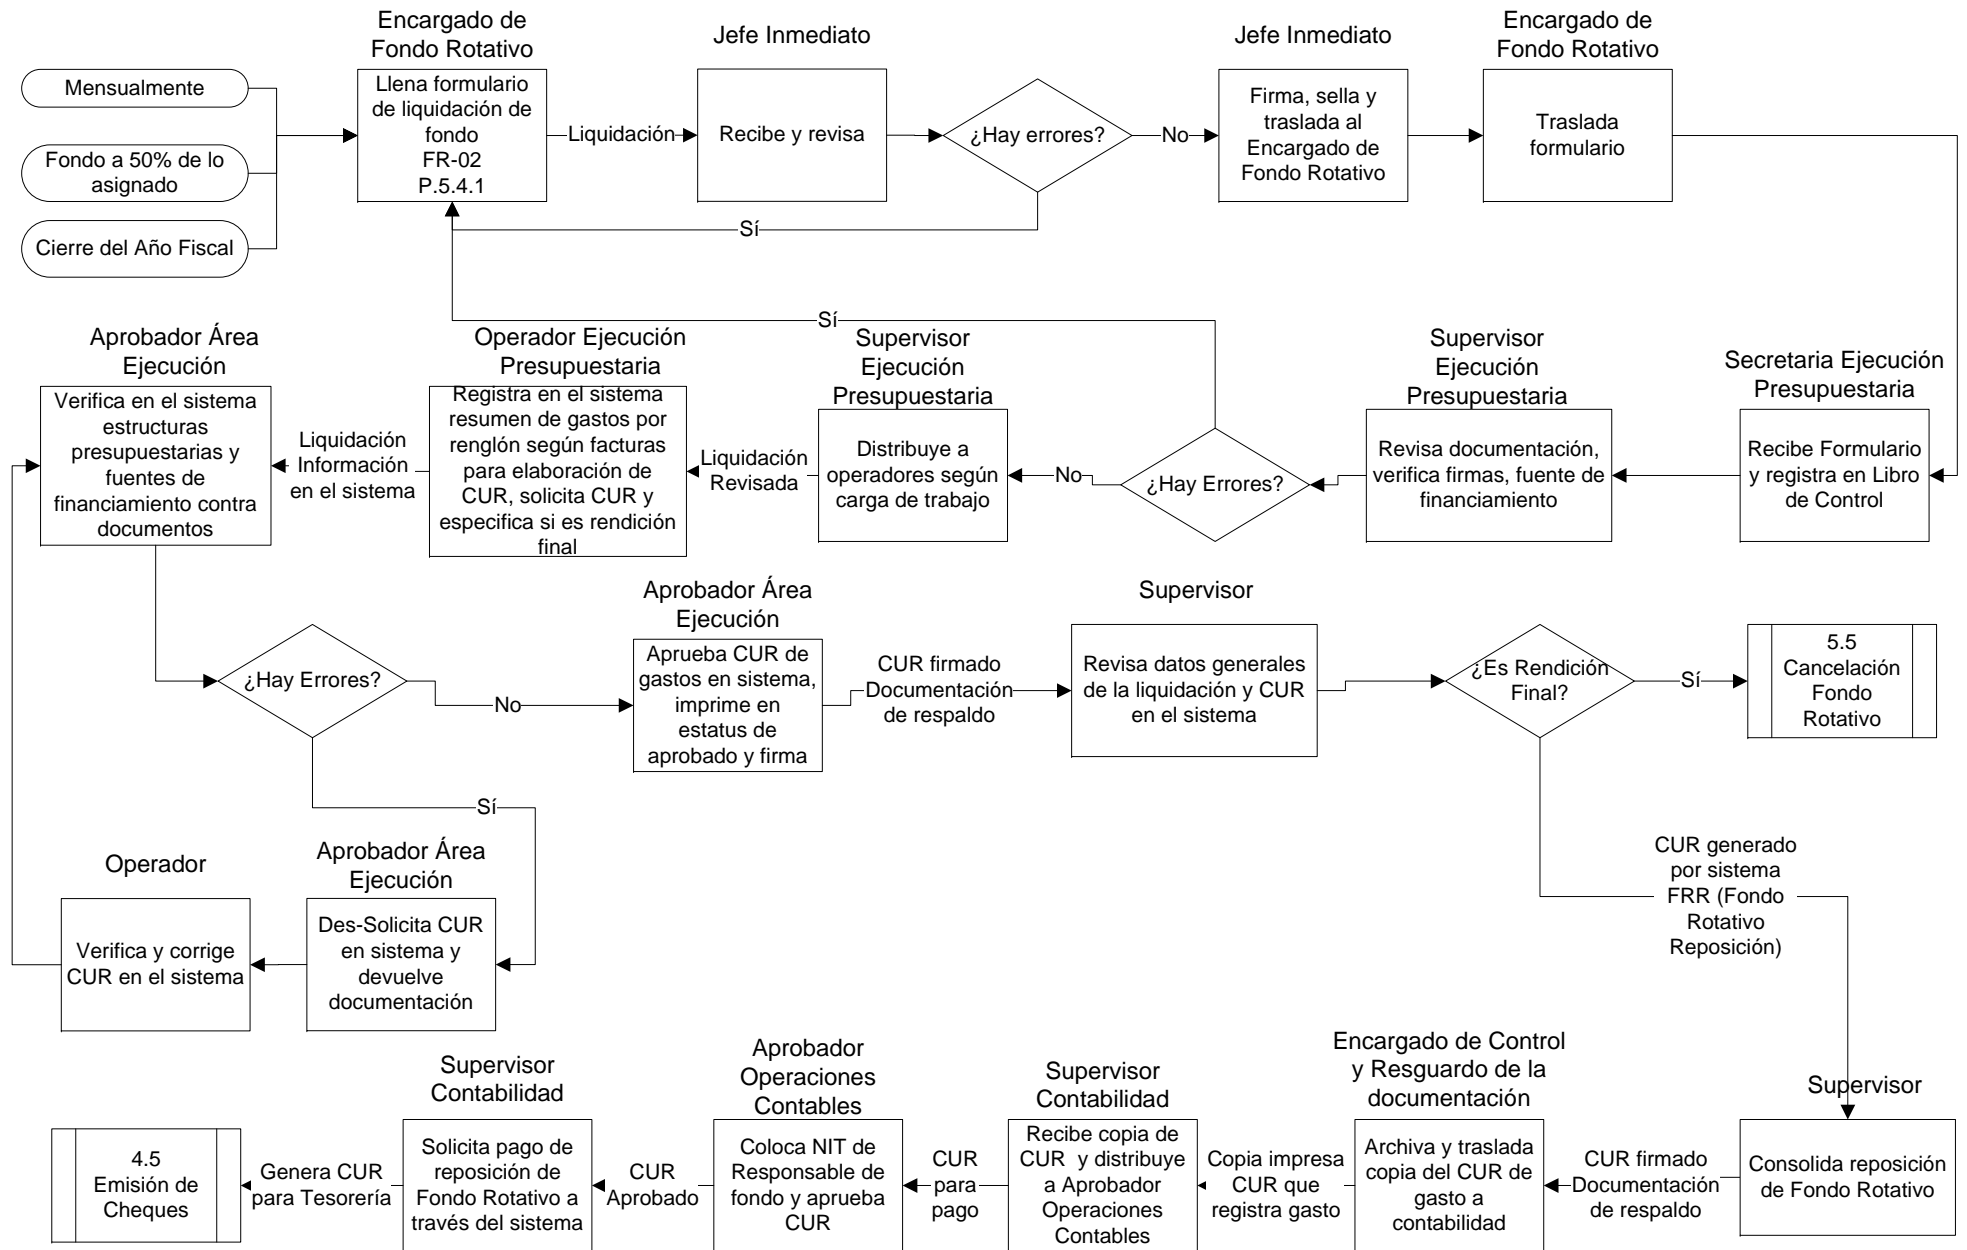 Encargado de
Fondo Rotativo
Jefe Inmediato
Jefe Inmediato
Encargado de
Fondo Rotativo
Mensualmente
Fondo a 50% de lo
asignado
Cierre del Año Fiscal
Llena formulario
de liquidación de
fondo
FR-02
P.5.4.1
Liquidación
Recibe y revisa
¿Hay errores?
No
Sí
Firma, sella y
traslada al
Encargado de
Fondo Rotativo
Traslada
formulario
Secretaria Ejecución
Presupuestaria
Recibe Formulario
y registra en Libro
de Control
Supervisor
Ejecución
Presupuestaria
Revisa documentación,
verifica firmas, fuente de
financiamiento
¿Hay Errores?
Sí
No
Supervisor
Ejecución
Presupuestaria
Distribuye a
operadores según
carga de trabajo
Liquidación
Revisada
Operador Ejecución
Presupuestaria
Registra en el sistema
resumen de gastos por
renglón según facturas
para elaboración de
CUR, solicita CUR y
especifica si es rendición
final
Liquidación
Información
en el sistema
Aprobador Área
Ejecución
Verifica en el sistema
estructuras
presupuestarias y
fuentes de
financiamiento contra
documentos
¿Hay Errores?
No
Sí
Aprobador Área
Ejecución
Des-Solicita CUR
en sistema y
devuelve
documentación
Operador
Verifica y corrige
CUR en el sistema
Aprobador Área
Ejecución
Aprueba CUR de
gastos en sistema,
imprime en
estatus de
aprobado y firma
CUR firmado
Documentación
de respaldo
Supervisor
Revisa datos generales
de la liquidación y CUR
en el sistema
¿Es Rendición
Final?
Sí
5.5
Cancelación
Fondo
Rotativo
CUR generado
por sistema
FRR (Fondo
Rotativo
Reposición)
Supervisor
Consolida reposición
de Fondo Rotativo
CUR firmado
Documentación
de respaldo
Encargado de Control
y Resguardo de la
documentación
Archiva y traslada
copia del CUR de
gasto a
contabilidad
Copia impresa
CUR que
registra gasto
Supervisor
Contabilidad
Recibe copia de
CUR y distribuye
a Aprobador
Operaciones
Contables
CUR
para
pago
Aprobador
Operaciones
Contables
Coloca NIT de
Responsable de
fondo y aprueba
CUR
CUR
Aprobado
Supervisor
Contabilidad
Solicita pago de
reposición de
Fondo Rotativo a
través del sistema
Genera CUR
para Tesorería
4.5
Emisión de
Cheques